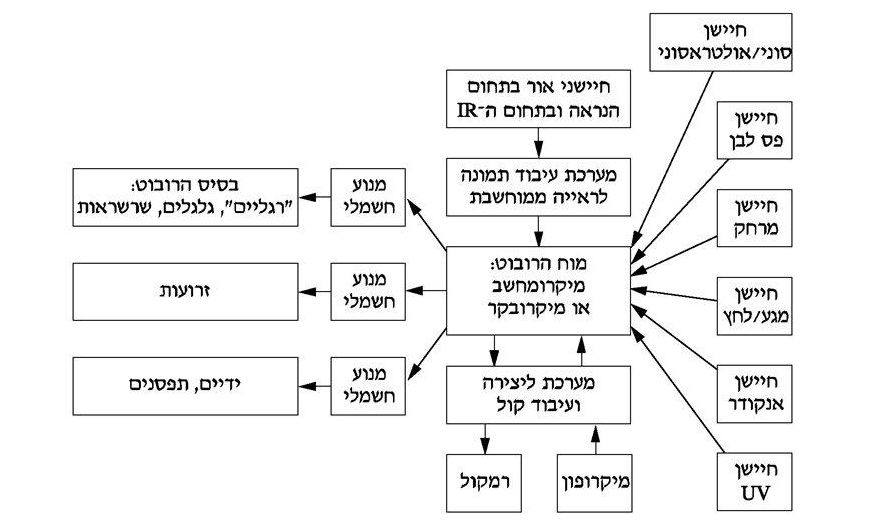 חיישן
סוני/אולטראסוני
חיישני אור בתחום
הנראה ובתחום ה־IR
חיישן
פס לבן
מערכת עיבוד תמונה
לראייה ממוחשבת
חיישן
מרחק
בסיס הרובוט:
"רגליים", גלגלים, שרשראות
מנוע
חשמלי
מוח הרובוט:
מיקרומחשב
או מיקרובקר
חיישן
מגע/לחץ
זרועות
מנוע
חשמלי
חיישן
אנקודר
ידיים, תפסנים
מנוע
חשמלי
מערכת ליצירה
ועיבוד קול
חיישן
UV
רמקול
מיקרופון